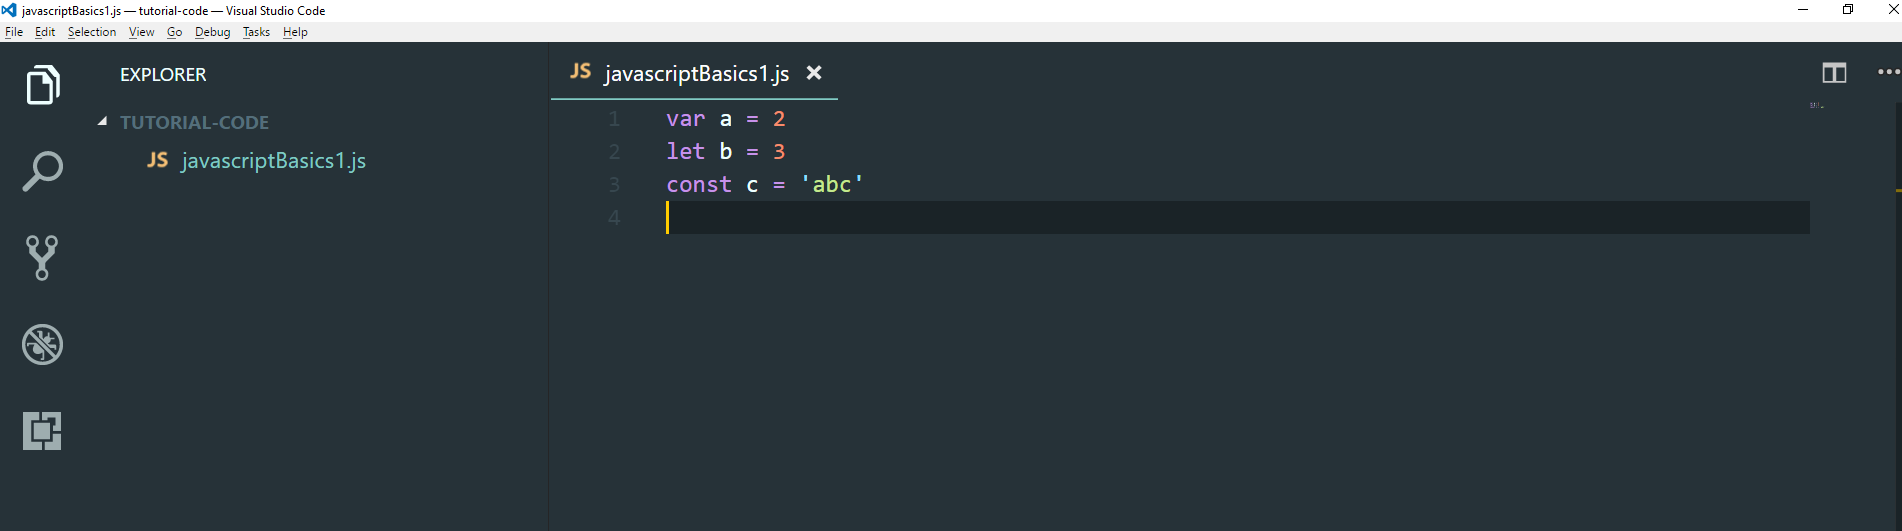 javascriptBasics1.js — tutorial-code — Visual Studio Code
File Edit Selection View Go Debug Tasks Help
EXPLORER
TUTORIAL-CODE
JS javascriptBasics1.js
JS javascriptBasics1.js
1 var a = 2
2 let b = 3
3 const c = 'abc'
4